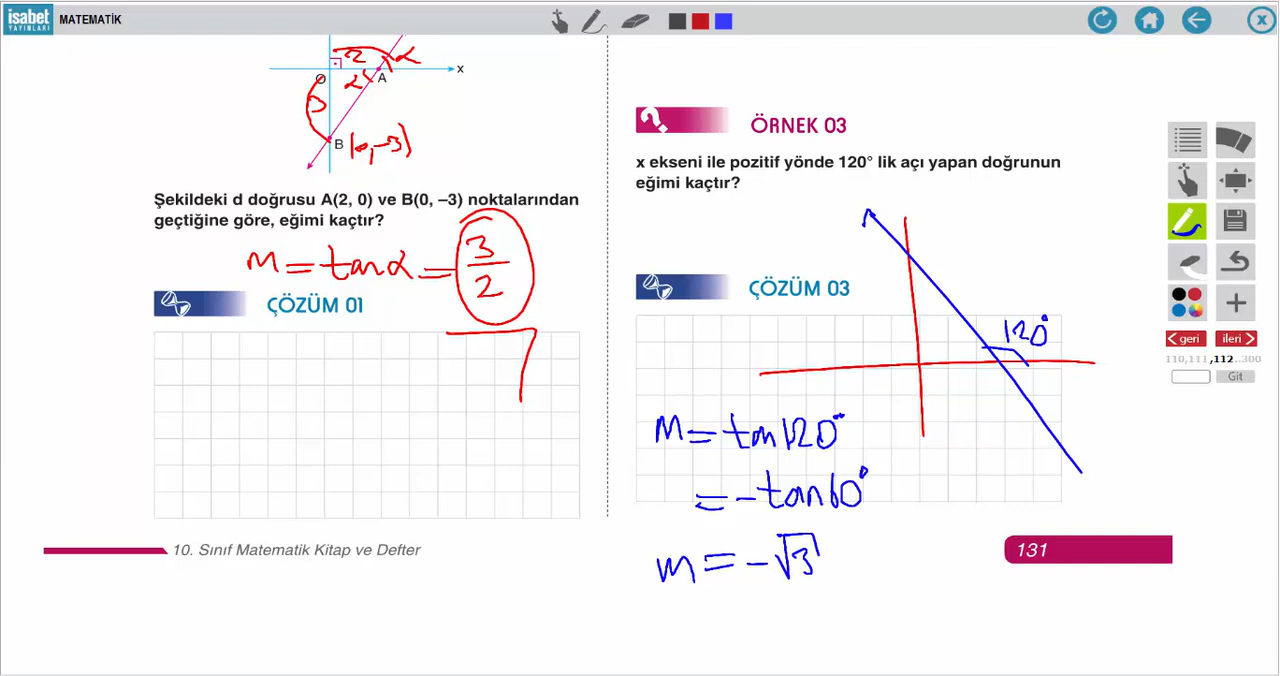 isabet
YAYINLARI
MATEMATİK
2
α
x
O
α
A
3
B (0, -3)
Şekildeki d doğrusu A(2, 0) ve B(0, –3) noktalarından
geçtiğine göre, eğimi kaçtır?
m = tanα = 3/2
ÇÖZÜM 01
10. Sınıf Matematik Kitap ve Defter
ÖRNEK 03
x ekseni ile pozitif yönde 120° lik açı yapan doğrunun
eğimi kaçtır?
ÇÖZÜM 03
120°
m = tan120°
= -tan60°
m = -√3
131
geri
ileri
110,111,112..300
Git